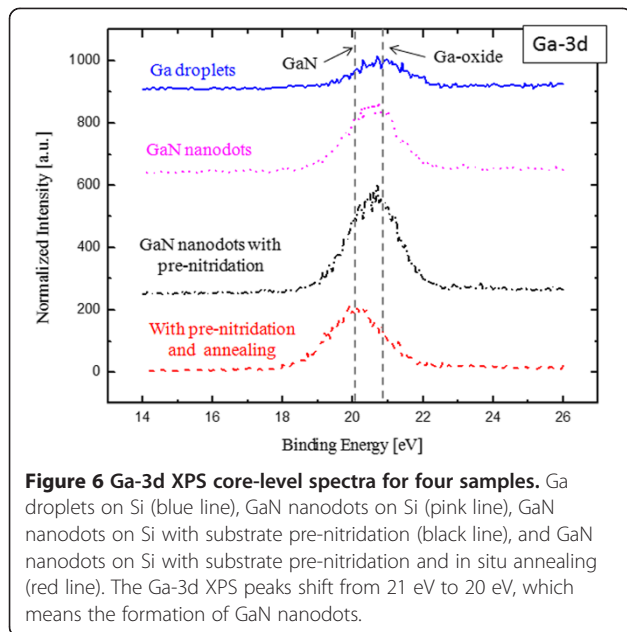 Ga-3d
GaN
Ga-oxide
Ga droplets
GaN nanodots
GaN nanodots with
pre-nitridation
With pre-nitridation
and annealing
Normalized Intensity [a.u.]
1000
800
600
400
200
0
14 16 18 20 22 24 26
Binding Energy [eV]
Figure 6 Ga-3d XPS core-level spectra for four samples. Ga
droplets on Si (blue line), GaN nanodots on Si (pink line), GaN
nanodots on Si with substrate pre-nitridation (black line), and GaN
nanodots on Si with substrate pre-nitridation and in situ annealing
(red line). The Ga-3d XPS peaks shift from 21 eV to 20 eV, which
means the formation of GaN nanodots.